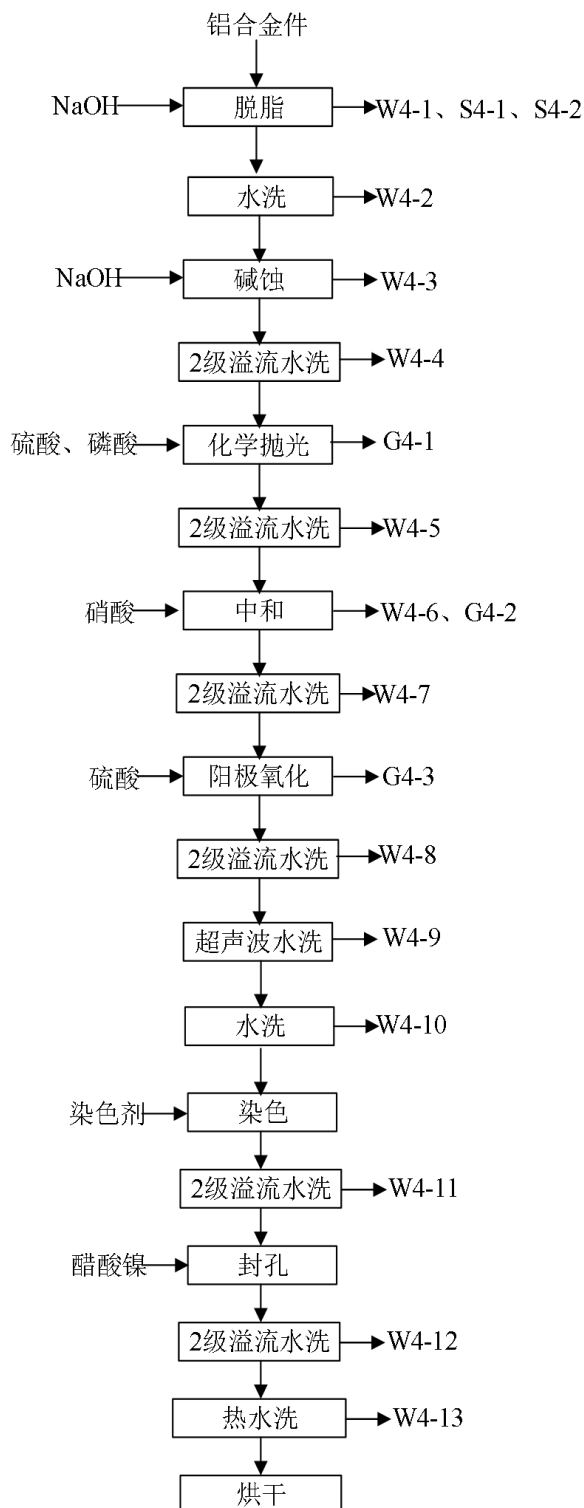 铝合金件
NaOH 脱脂 W4-1、S4-1、S4-2
水洗 W4-2
NaOH 碱蚀 W4-3
2级溢流水洗 W4-4
硫酸、磷酸 化学抛光 G4-1
2级溢流水洗 W4-5
硝酸 中和 W4-6、G4-2
2级溢流水洗 W4-7
硫酸 阳极氧化 G4-3
2级溢流水洗 W4-8
超声波水洗 W4-9
水洗 W4-10
染色剂 染色
2级溢流水洗 W4-11
醋酸镍 封孔
2级溢流水洗 W4-12
热水洗 W4-13
烘干